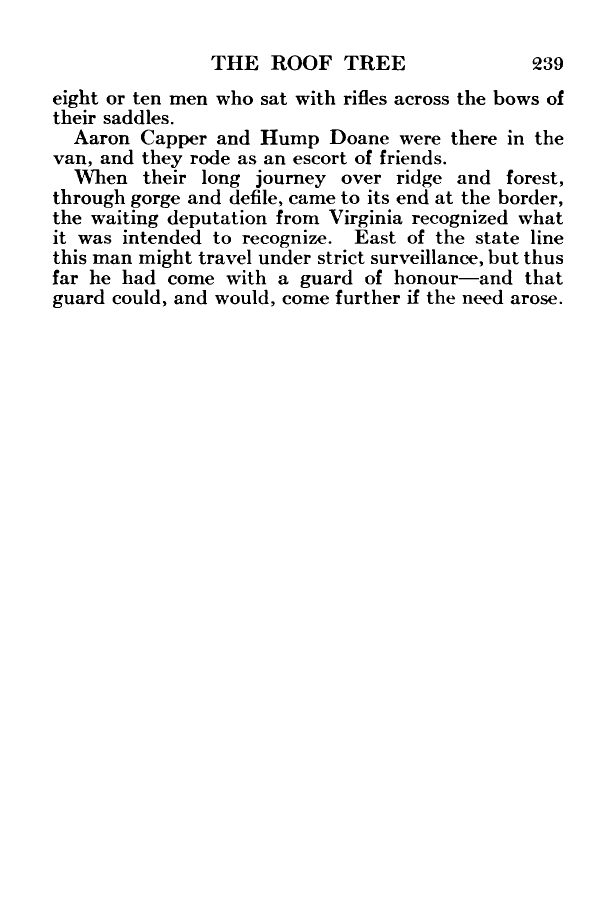 THE ROOF TREE 239
eight or ten men who sat with rifles across the bows of
their saddles.
Aaron Capper and Hump Doane were there in the
van, and they rode as an escort of friends.
When their long journey over ridge and forest,
through gorge and defile, came to its end at the border,
the waiting deputation from Virginia recognized what
it was intended to recognize. East of the state line
this man might travel under strict surveillance, but thus
far he had come with a guard of honour—and that
guard could, and would, come further if the need arose.